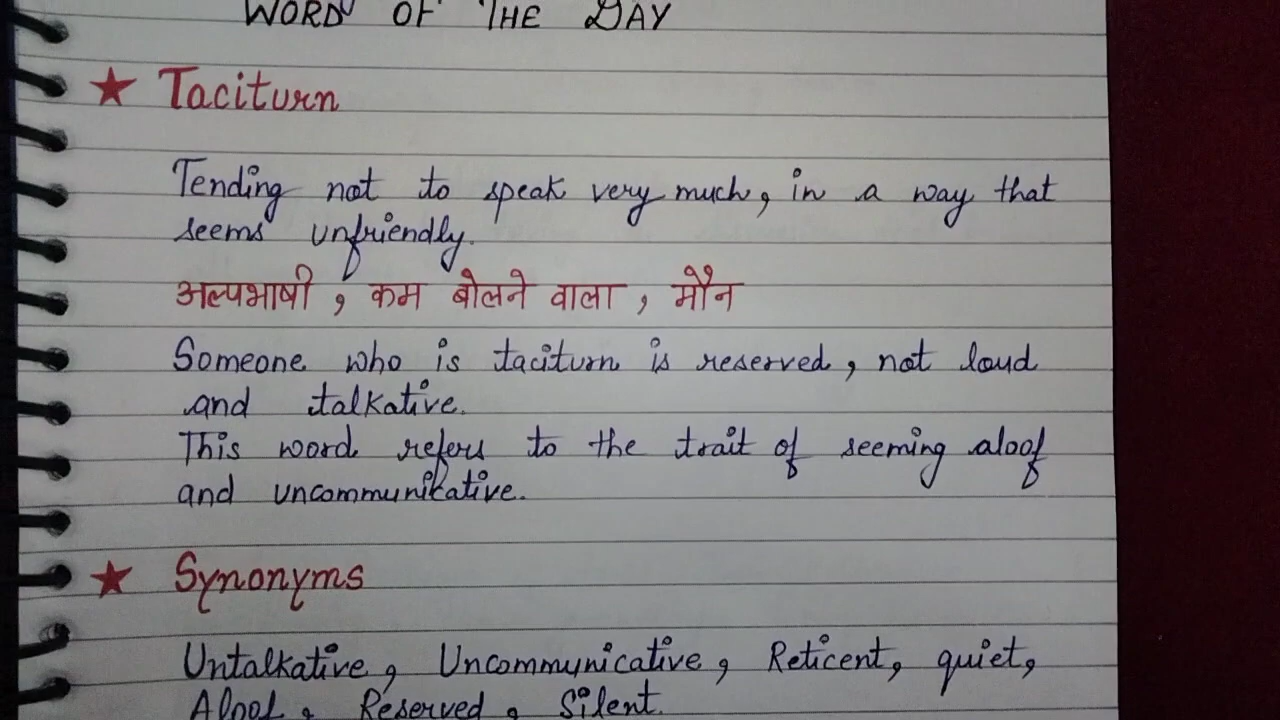 WORD OF THE DAY
★ Taciturn
Tending not to speak very much, in a way that
seems unfriendly.
अल्पभाषी, कम बोलने वाला, मौन
Someone who is taciturn is reserved, not loud
and talkative.
This word refers to the trait of seeming aloof
and uncommunikative.
★ Synonyms
Untalkative, Uncommunicative, Reticent, quiet,
Aloof, Reserved, Silent.